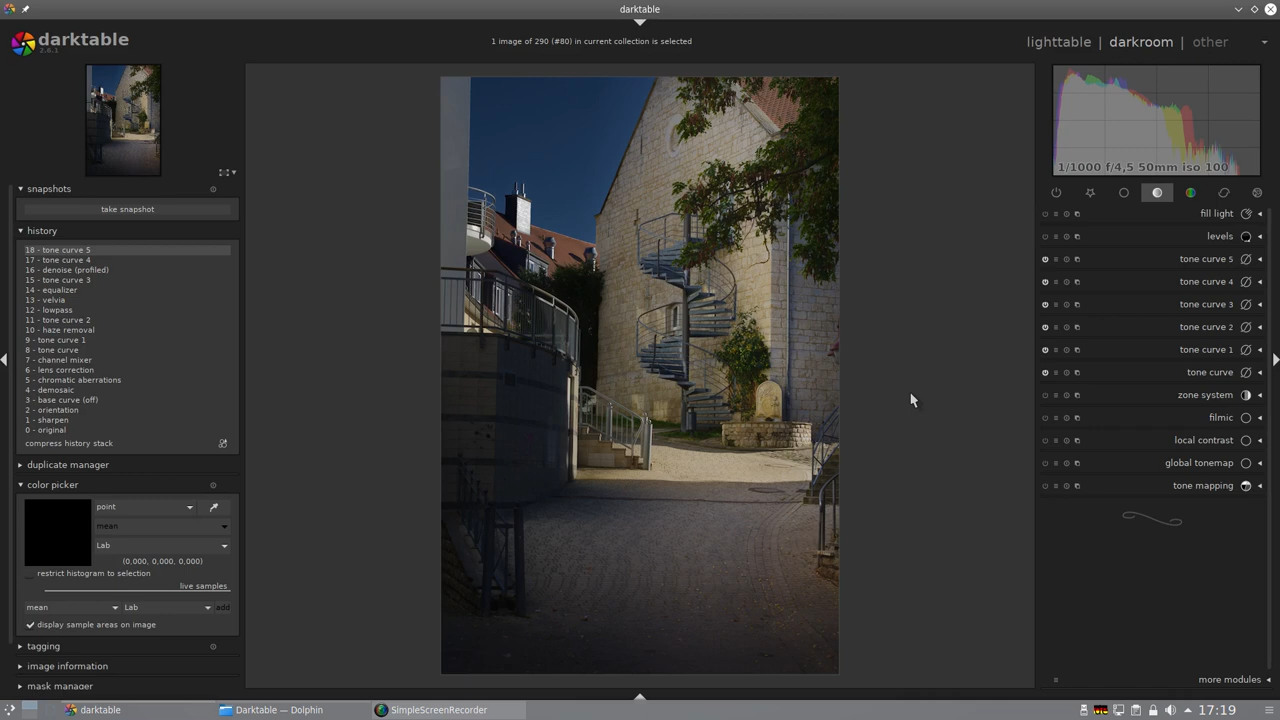 darktable
darktable
2.6.1
1 image of 290 (#80) in current collection is selected
lighttable | darkroom | other
1/1000 f/4,5 50mm iso 100
snapshots
take snapshot
history
18 - tone curve 5
17 - tone curve 4
16 - denoise (profiled)
15 - tone curve 3
14 - equalizer
13 - velvia
12 - lowpass
11 - tone curve 2
10 - haze removal
9 - tone curve 1
8 - tone curve
7 - channel mixer
6 - lens correction
5 - chromatic aberrations
4 - demosaic
3 - base curve (off)
2 - orientation
1 - sharpen
0 - original
compress history stack
duplicate manager
color picker
point
mean
Lab
(0,000, 0,000, 0,000)
restrict histogram to selection
live samples
mean Lab add
display sample areas on image
tagging
image information
mask manager
fill light
levels
tone curve 5
tone curve 4
tone curve 3
tone curve 2
tone curve 1
tone curve
zone system
filmic
local contrast
global tonemap
tone mapping
more modules
darktable
Darktable — Dolphin
SimpleScreenRecorder
17:19